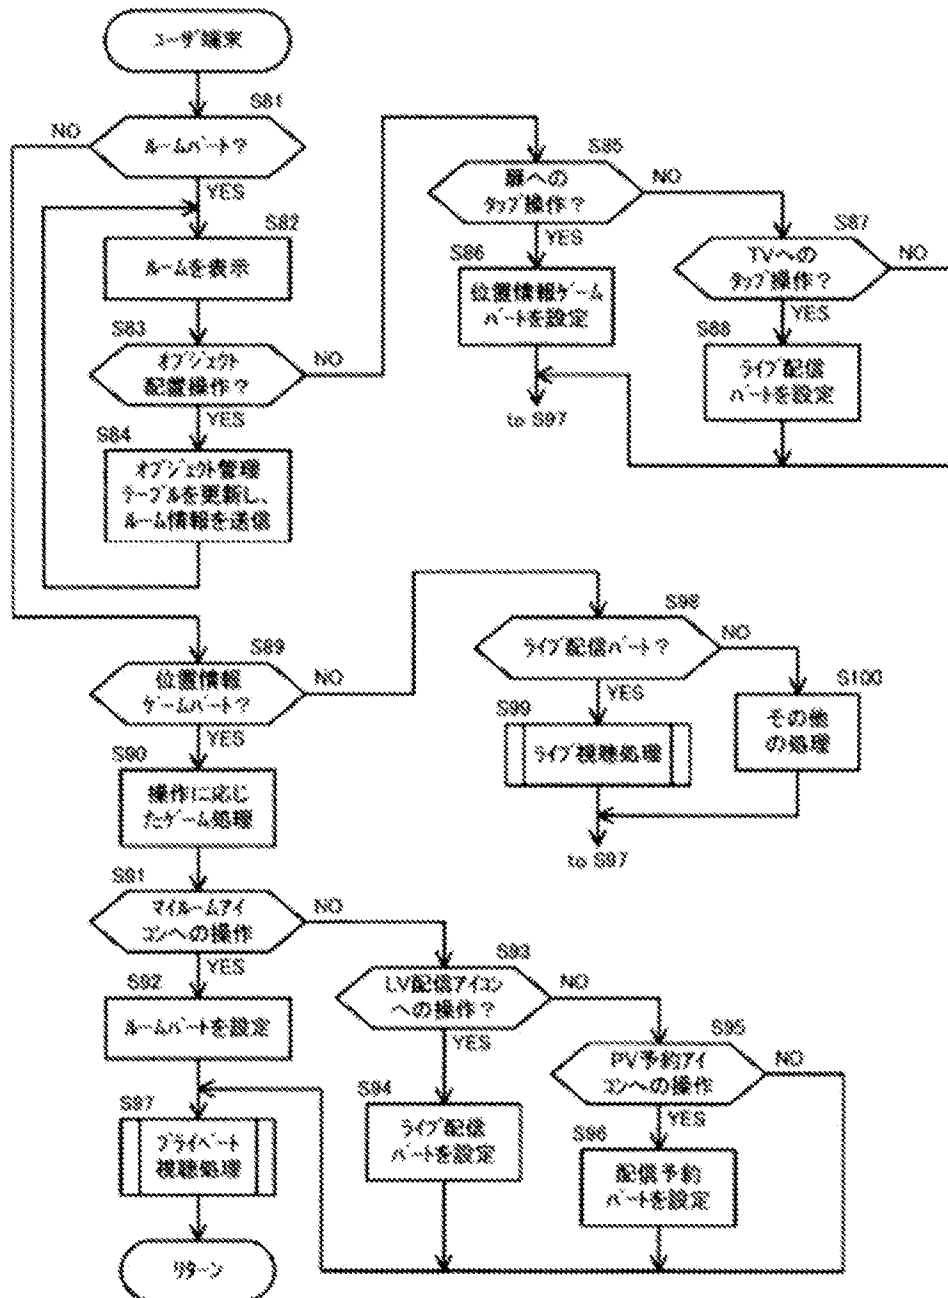 ユーザ端末
S81
ルームパート?
NO
YES
S82
ルームを表示
S83
オブジェクト
配置操作?
NO
YES
S84
オブジェクト管理
テーブルを更新し、
ルーム情報を送信
S85
扉への
タップ操作?
NO
YES
S86
位置情報ゲーム
パートを設定
to S97
S87
TVへの
タップ操作?
NO
YES
S88
ライブ配信
パートを設定
S89
位置情報
ゲームパート?
NO
YES
S90
操作に応じ
たゲーム処理
S98
ライブ配信パート?
NO
YES
S99
ライブ視聴処理
S100
その他
の処理
to S97
S91
マイルームアイ
コンへの操作
NO
YES
S92
ルームパートを設定
S93
LV配信アイコン
への操作?
NO
YES
S94
ライブ配信
パートを設定
S95
PV予約アイ
コンへの操作
NO
YES
S96
配信予約
パートを設定
S97
プライベート
視聴処理
リターン